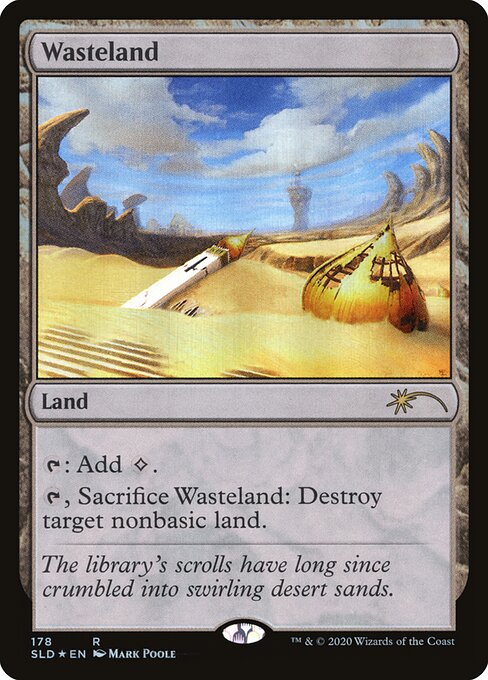 Wasteland
Land
: Add .
, Sacrifice Wasteland: Destroy
target nonbasic land.
The library's scrolls have long since
crumbled into swirling desert sands.
178 R
SLD ★ EN MARK POOLE
™ & © 2020 Wizards of the Coast